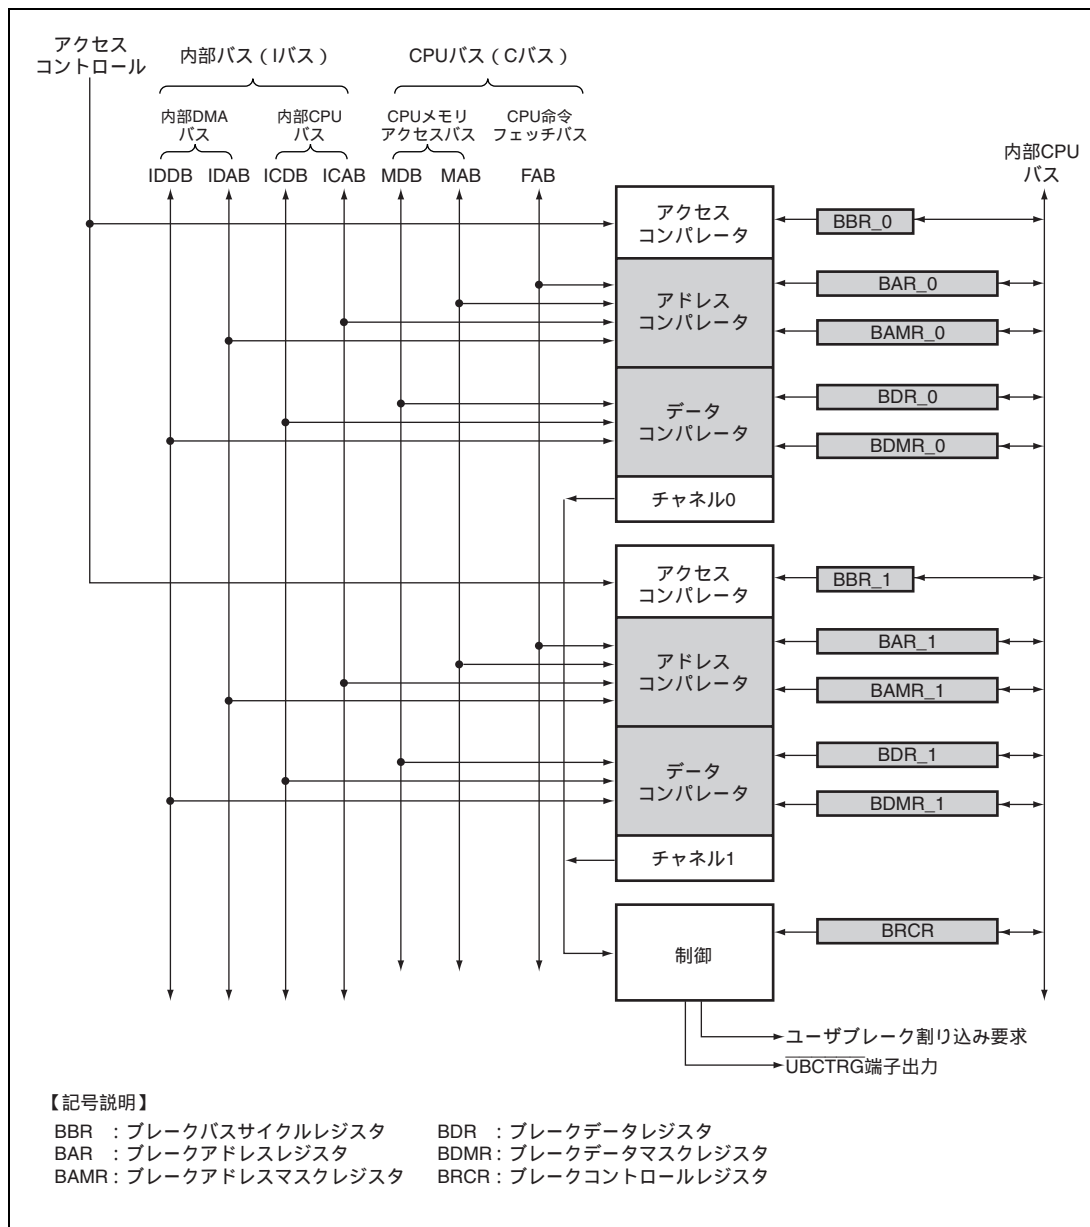 アクセス
コントロール
内部バス（Iバス）
CPUバス（Cバス）
内部DMA
バス
内部CPU
バス
CPUメモリ
アクセスバス
CPU命令
フェッチバス
内部CPU
バス
IDDB IDAB ICDB ICAB MDB MAB FAB
アクセス
コンパレータ
BBR_0
アドレス
コンパレータ
BAR_0
BAMR_0
データ
コンパレータ
BDR_0
BDMR_0
チャネル0
アクセス
コンパレータ
BBR_1
アドレス
コンパレータ
BAR_1
BAMR_1
データ
コンパレータ
BDR_1
BDMR_1
チャネル1
制御
BRCR
ユーザブレーク割り込み要求
UBCTRG端子出力
【記号説明】
BBR ：ブレークバスサイクルレジスタ BDR ：ブレークデータレジスタ
BAR ：ブレークアドレスレジスタ BDMR：ブレークデータマスクレジスタ
BAMR：ブレークアドレスマスクレジスタ BRCR：ブレークコントロールレジスタ